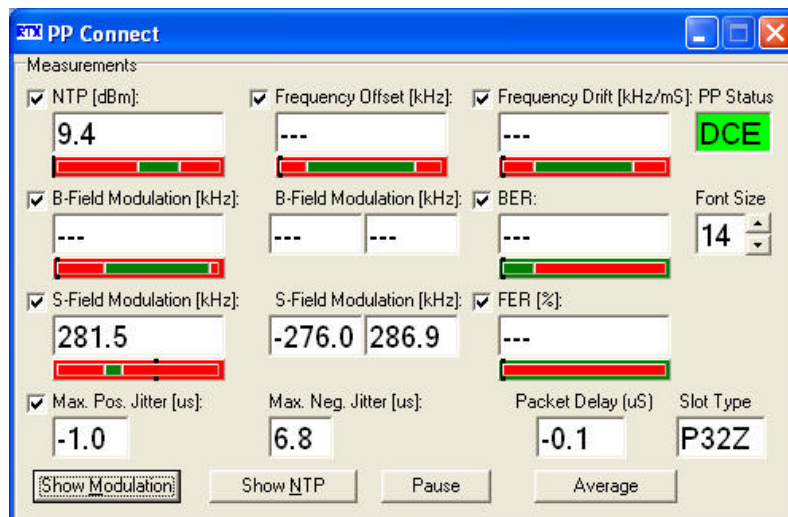 RTX PP Connect
Measurements
NTP [dBm]: Frequency Offset [kHz]: Frequency Drift [kHz/mS]: PP Status
9.4 --- --- DCE
B-Field Modulation [kHz]: B-Field Modulation [kHz]: BER: Font Size
--- --- --- --- 14
S-Field Modulation [kHz]: S-Field Modulation [kHz]: FER [%]:
281.5 -276.0 286.9 ---
Max. Pos. Jitter [us]: Max. Neg. Jitter [us]: Packet Delay (uS) Slot Type
-1.0 6.8 -0.1 P32Z
Show Modulation Show NTP Pause Average